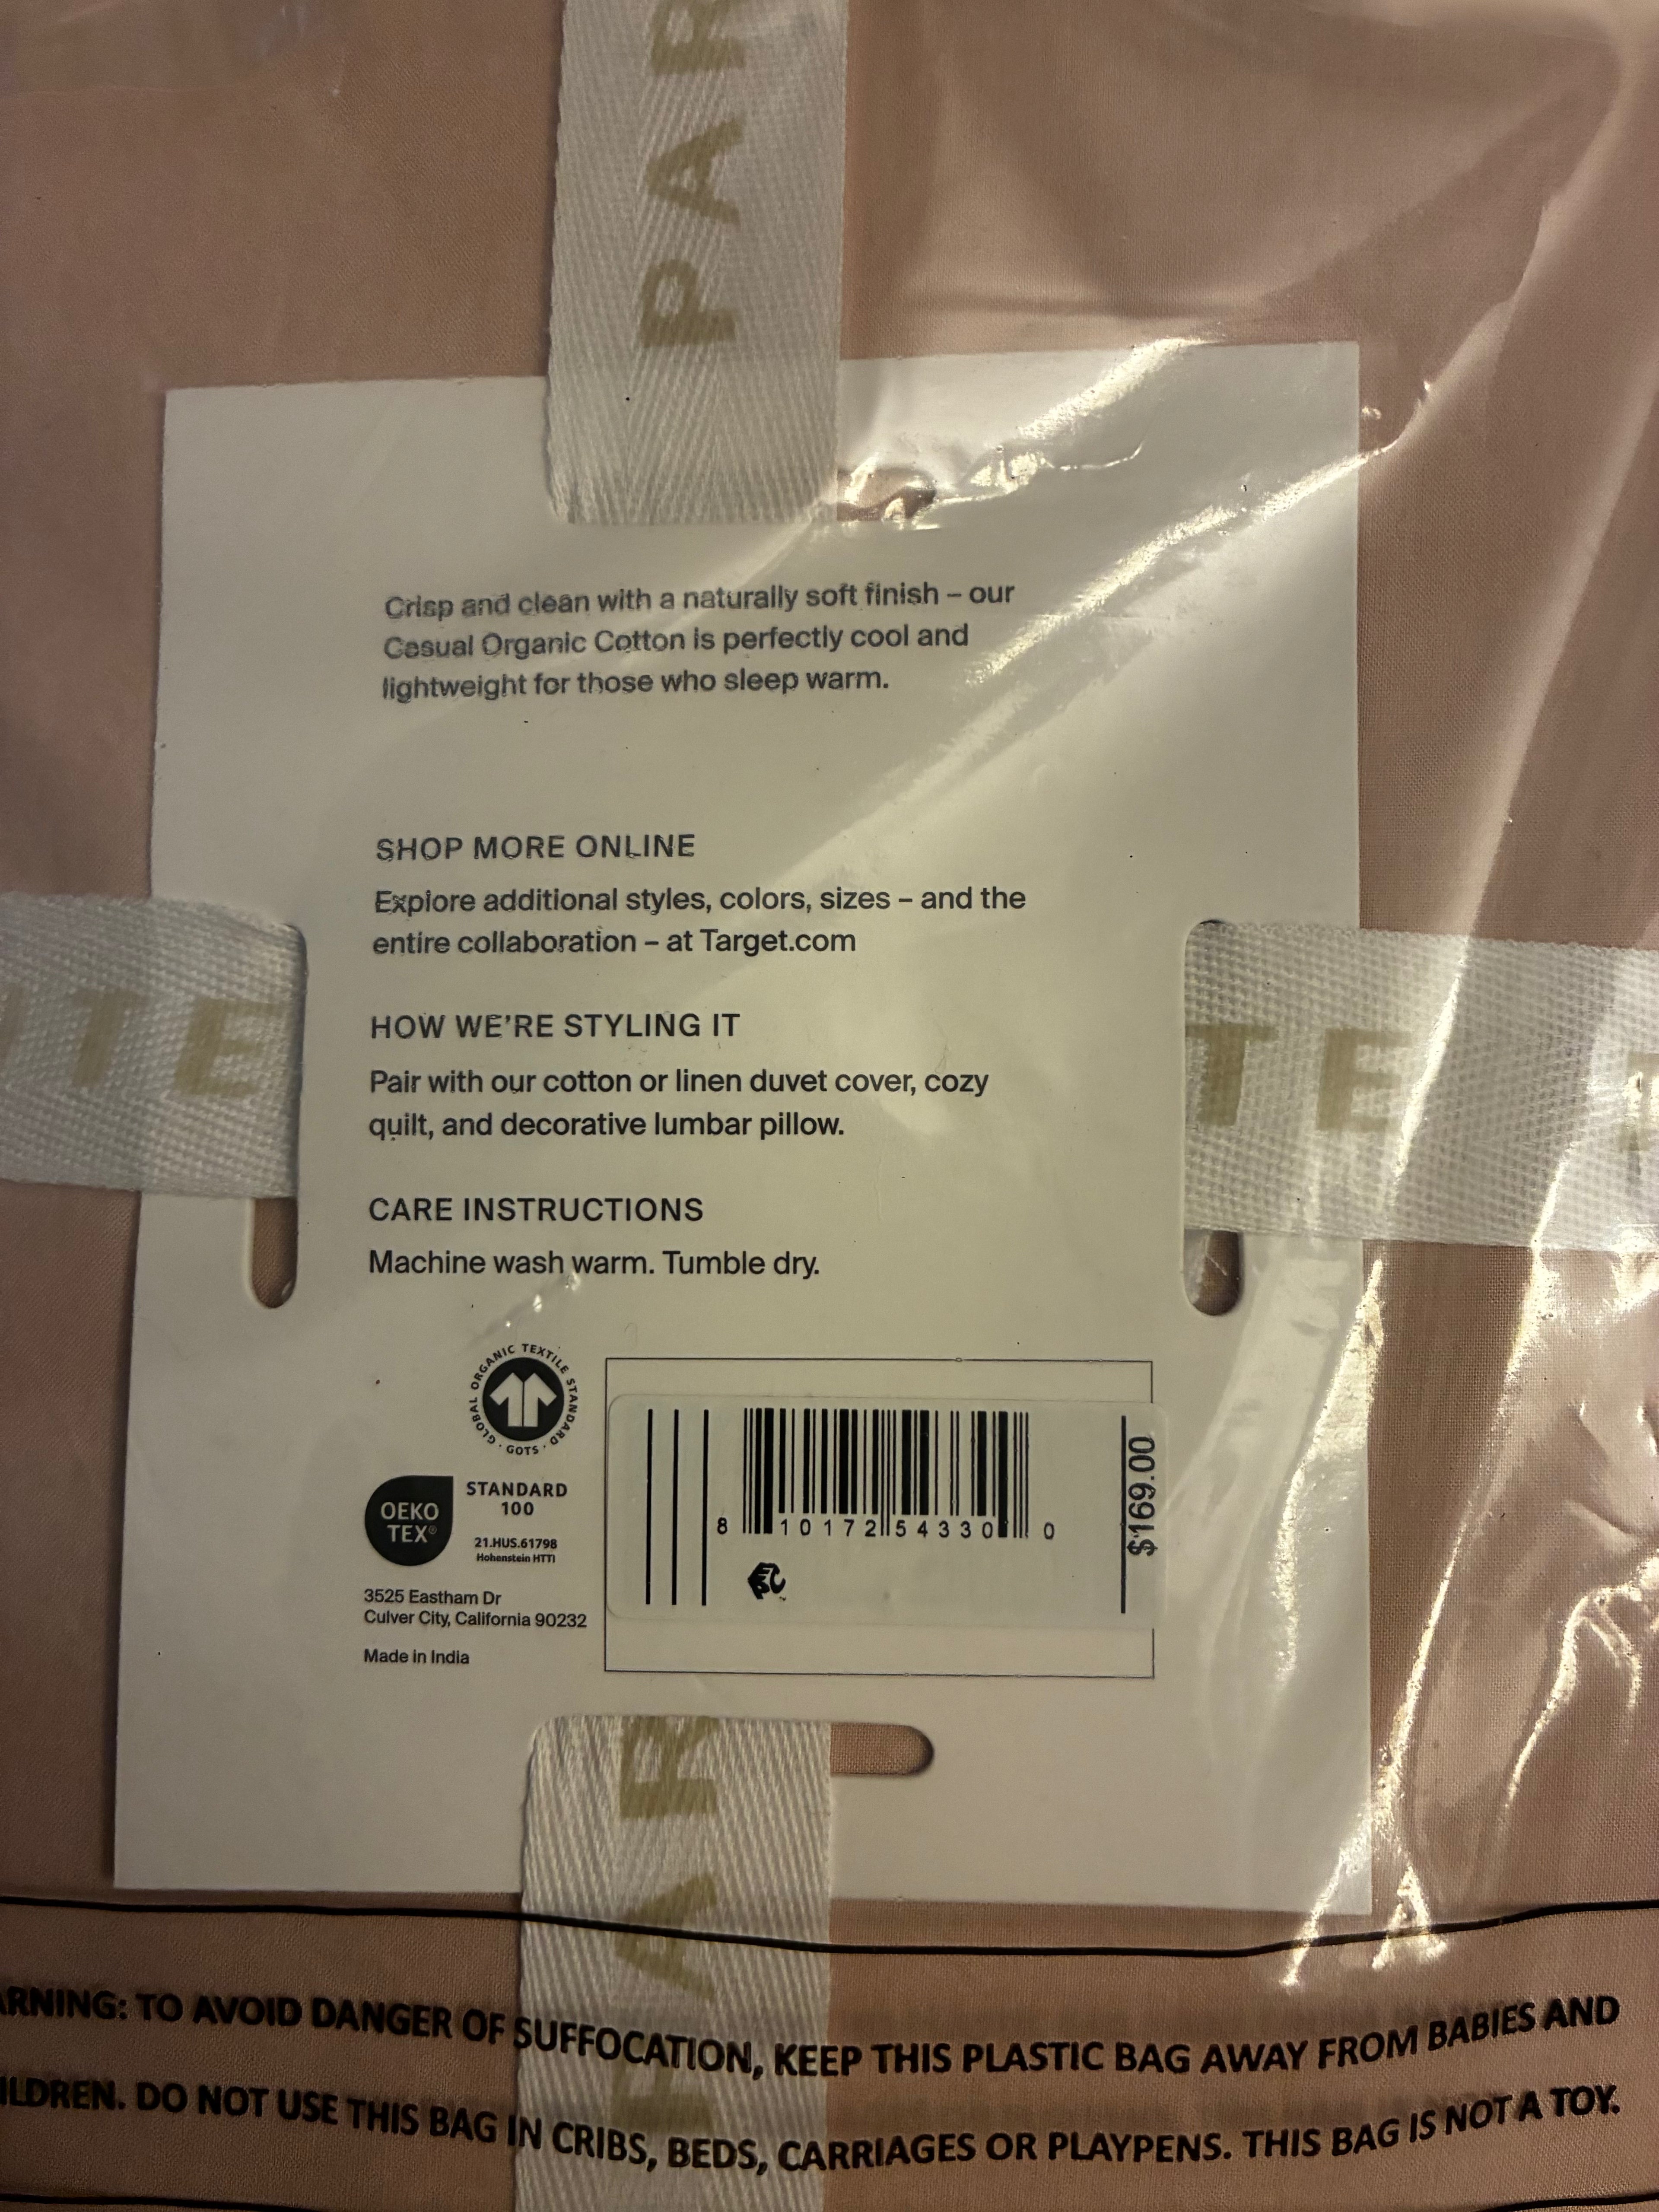 PAR
Crisp and clean with a naturally soft finish – our
Casual Organic Cotton is perfectly cool and
lightweight for those who sleep warm.
SHOP MORE ONLINE
Explore additional styles, colors, sizes – and the
entire collaboration – at Target.com
TE
TE
HOW WE'RE STYLING IT
Pair with our cotton or linen duvet cover, cozy
quilt, and decorative lumbar pillow.
CARE INSTRUCTIONS
Machine wash warm. Tumble dry.
GLOBAL ORGANIC TEXTILE STANDARD · GOTS ·
OEKO
TEX®
STANDARD
100
21.HUS.61798
Hohenstein HTTI
3525 Eastham Dr
Culver City, California 90232
Made in India
8 10172 54330 0
$169.00
PAR
ARNING: TO AVOID DANGER OF SUFFOCATION, KEEP THIS PLASTIC BAG AWAY FROM BABIES AND
ILDREN. DO NOT USE THIS BAG IN CRIBS, BEDS, CARRIAGES OR PLAYPENS. THIS BAG IS NOT A TOY.